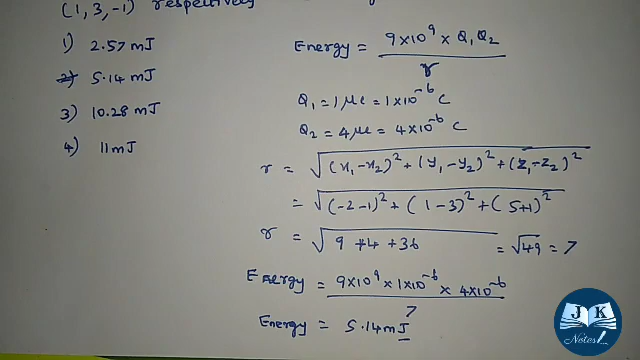 (1, 3, -1) respectively
1) 2.57 mJ
2) 5.14 mJ
3) 10.28 mJ
4) 11 mJ
Energy = 9×10⁹ × Q₁Q₂ / r
Q₁ = 1 μc = 1×10⁻⁶ C
Q₂ = 4 μc = 4×10⁻⁶ C
r = √(x₁-x₂)² + (y₁-y₂)² + (z₁-z₂)²
= √(-2-1)² + (1-3)² + (5+1)²
r = √9 +4 +36 = √49 = 7
Energy = 9×10⁹ × 1×10⁻⁶ × 4×10⁻⁶ / 7
Energy = 5.14 mJ
J K
Notes